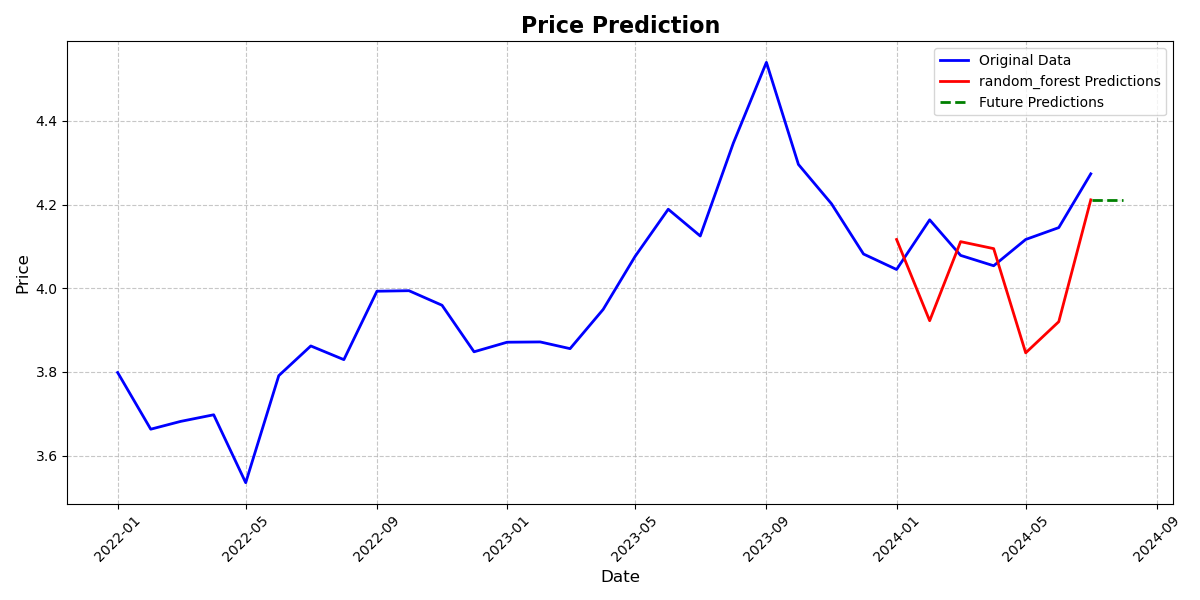 Price Prediction
Original Data
random_forest Predictions
Future Predictions
Price
4.4
4.2
4.0
3.8
3.6
2022-01
2022-05
2022-09
2023-01
2023-05
2023-09
2024-01
2024-05
2024-09
Date